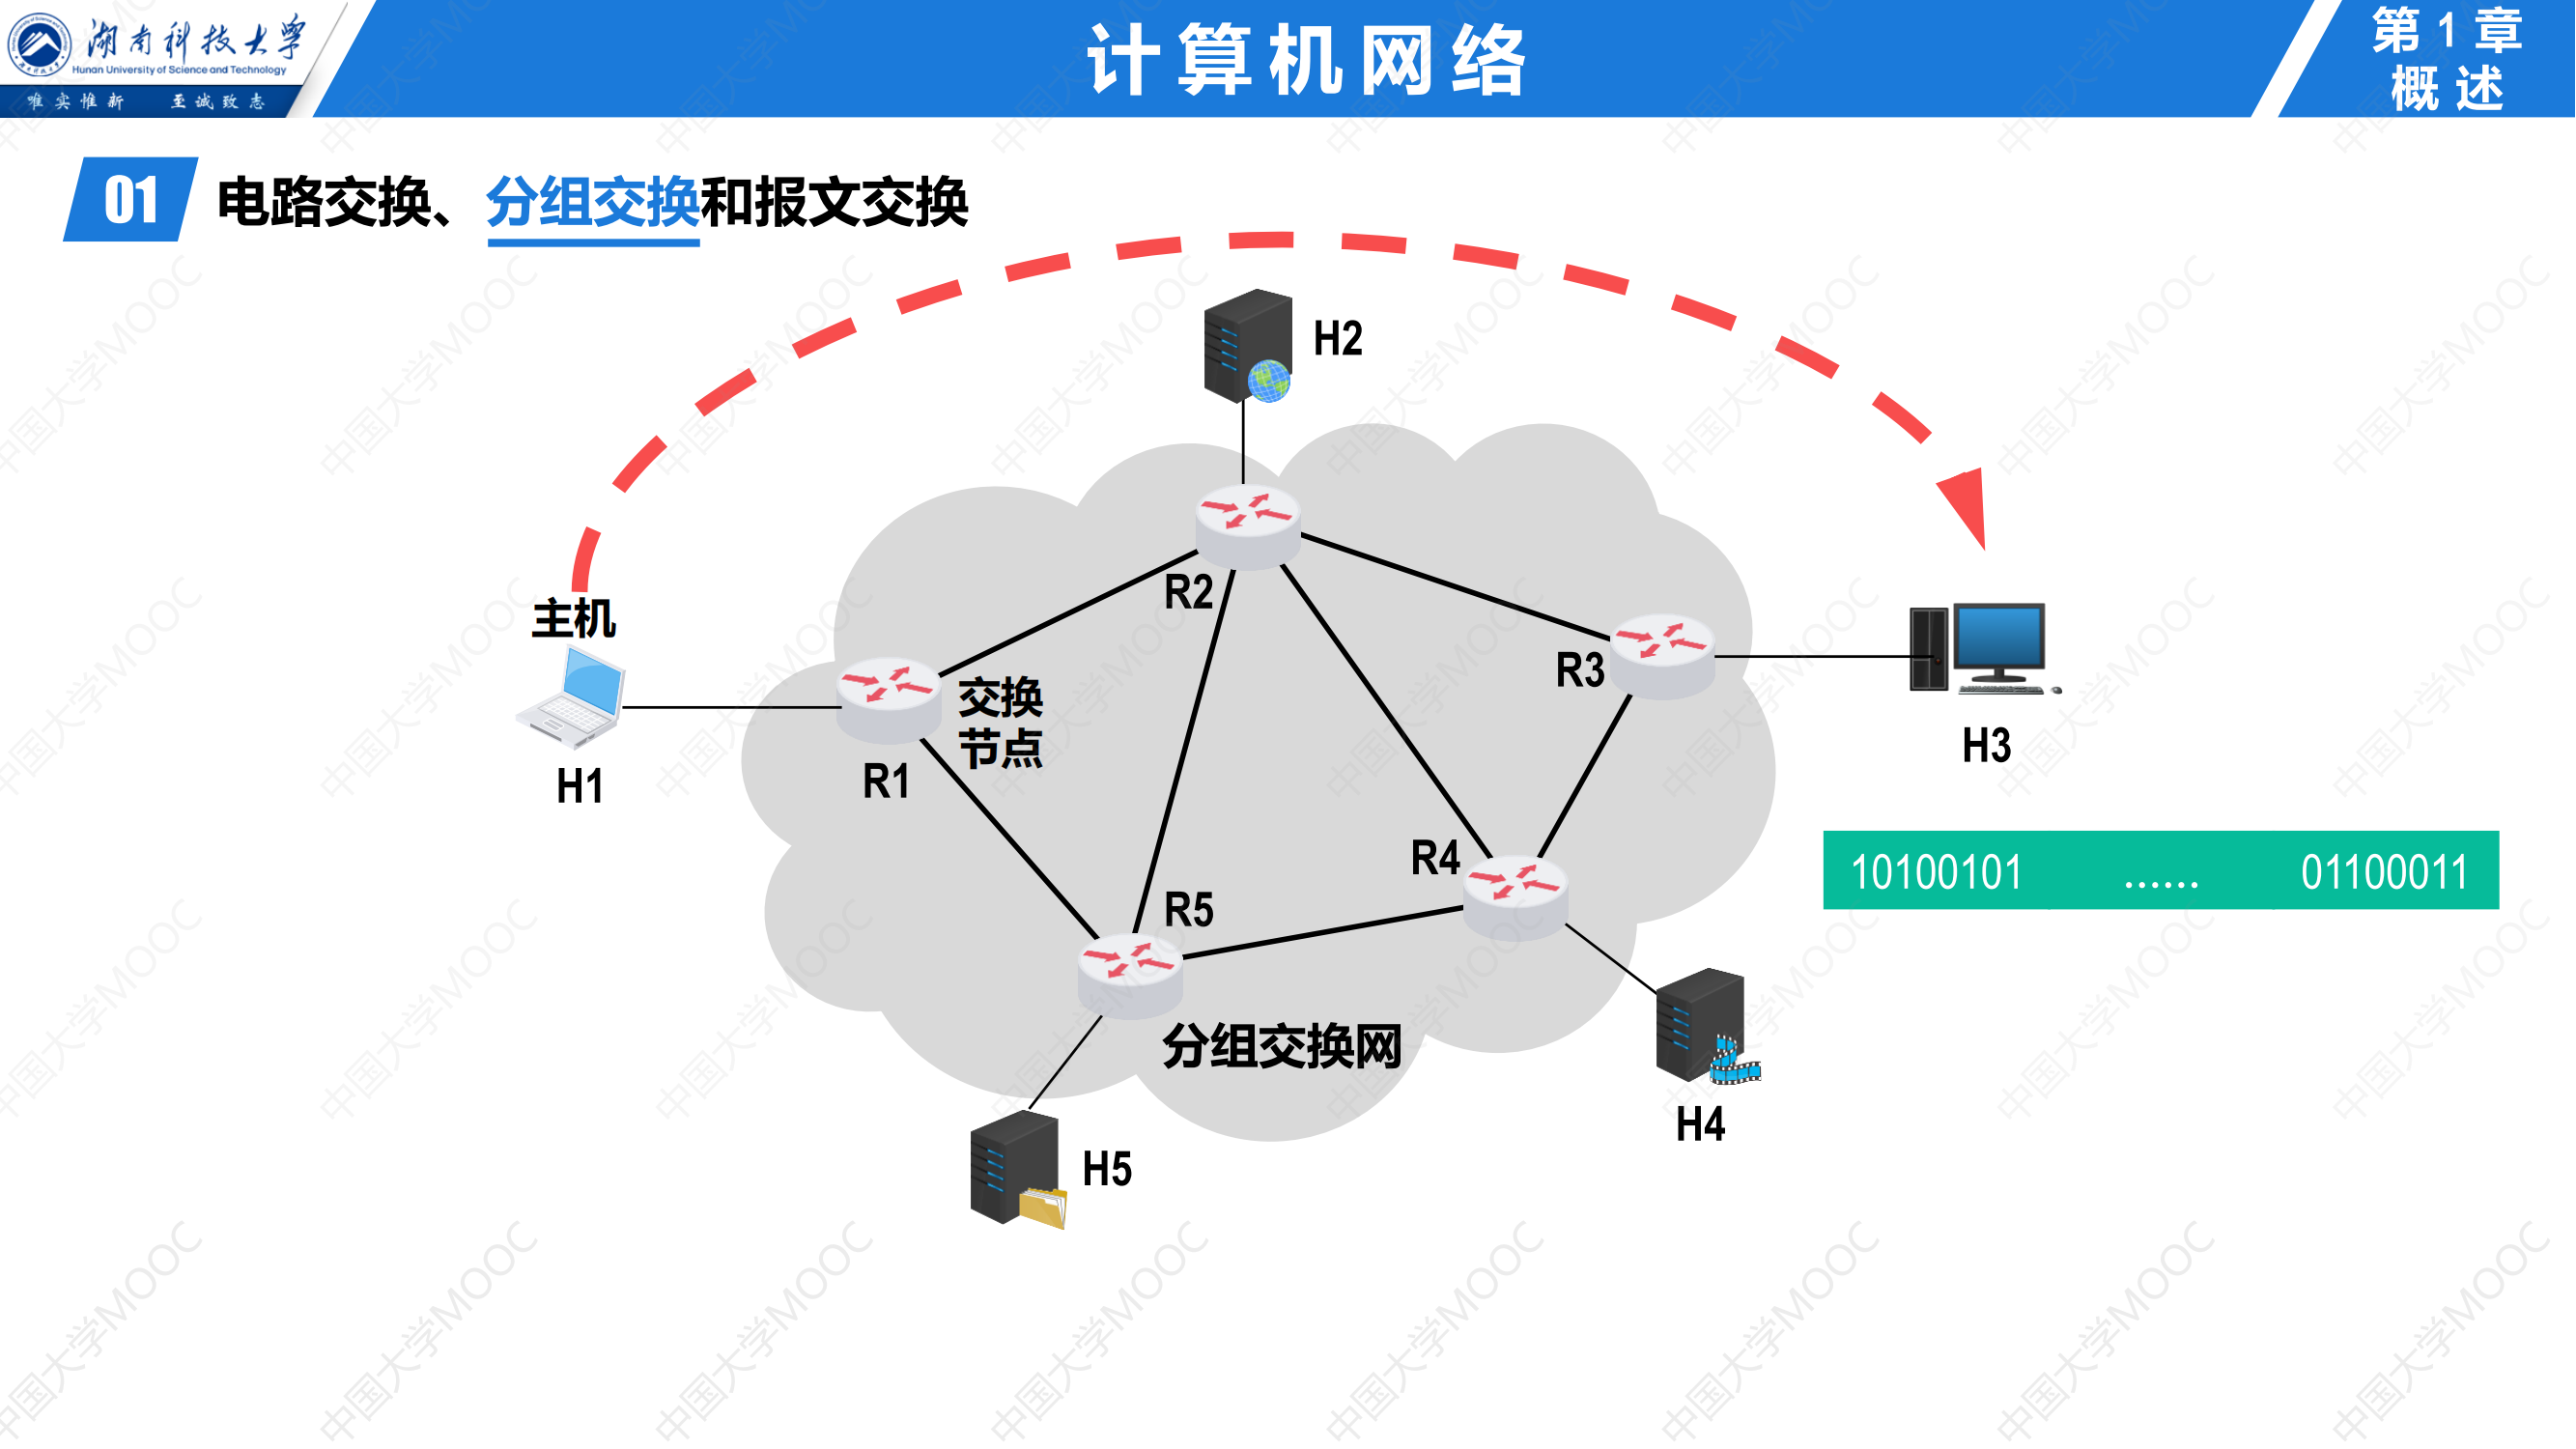 湖南科技大学
Hunan University of Science and Technology
唯实惟新 至诚致志
计算机网络
第1章
概述
01 电路交换、分组交换和报文交换
H2
R2
主机
R3
交换
节点
H3
H1
R1
R4
10100101 …… 01100011
R5
分组交换网
H4
H5
中国大学MOOC